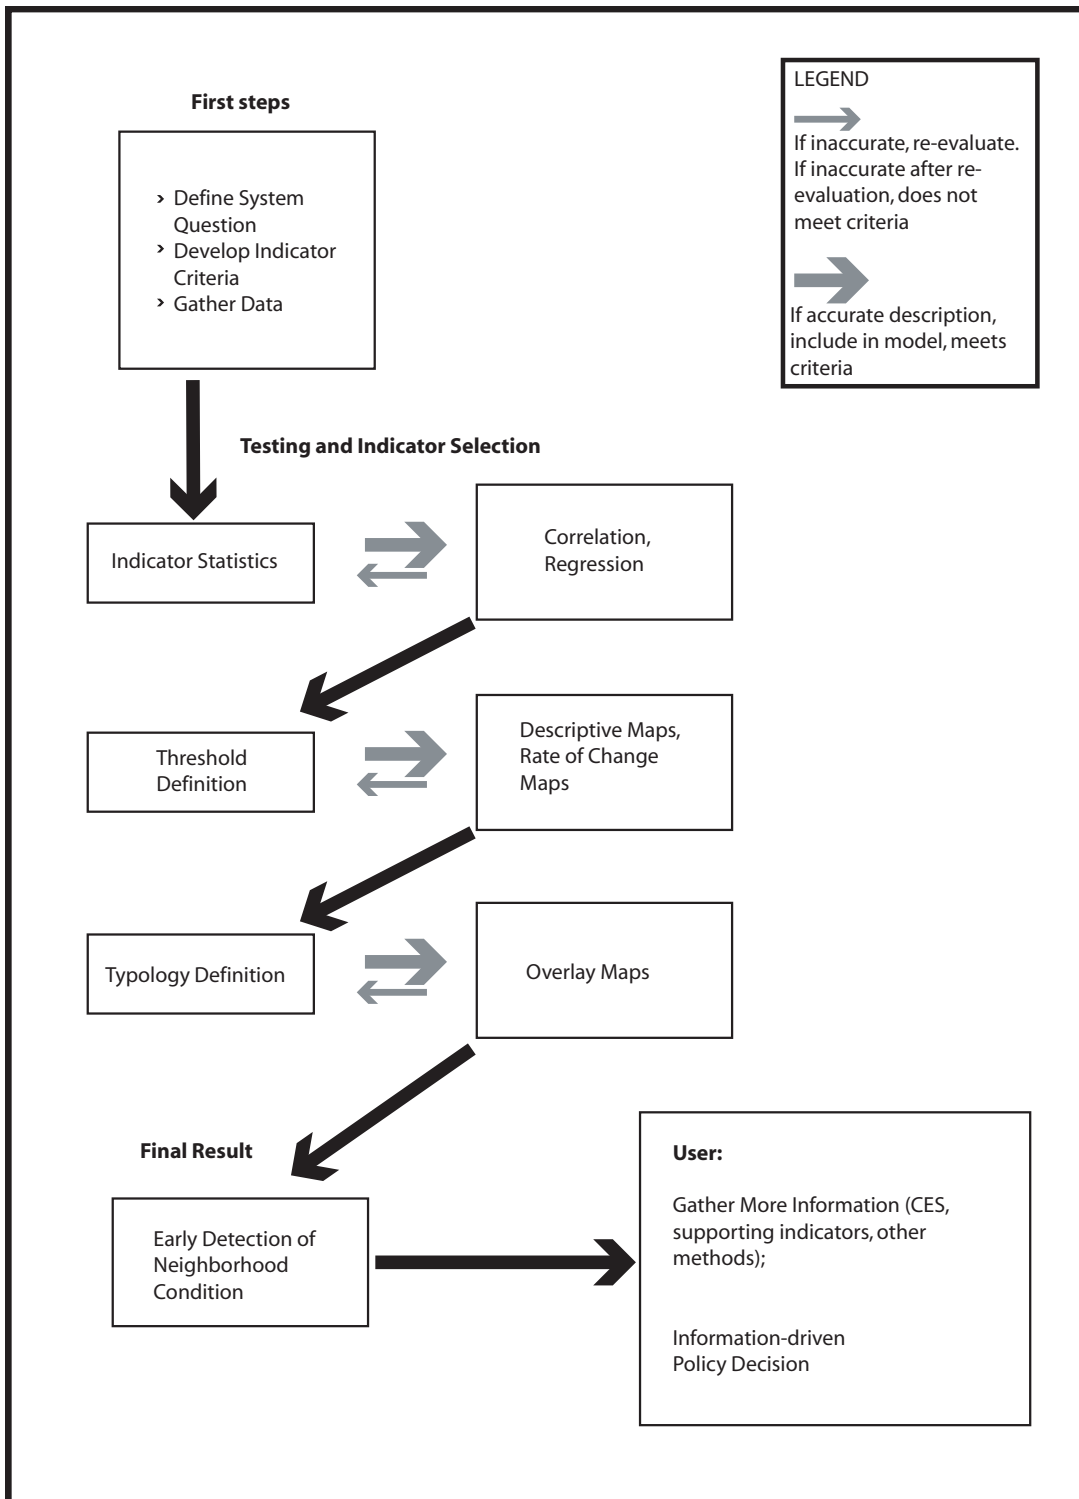 First steps
› Define System
Question
› Develop Indicator
Criteria
› Gather Data
LEGEND
If inaccurate, re-evaluate.
If inaccurate after re-
evaluation, does not
meet criteria
If accurate description,
include in model, meets
criteria
Testing and Indicator Selection
Indicator Statistics
Correlation,
Regression
Threshold
Definition
Descriptive Maps,
Rate of Change
Maps
Typology Definition
Overlay Maps
Final Result
Early Detection of
Neighborhood
Condition
User:
Gather More Information (CES,
supporting indicators, other
methods);
Information-driven
Policy Decision